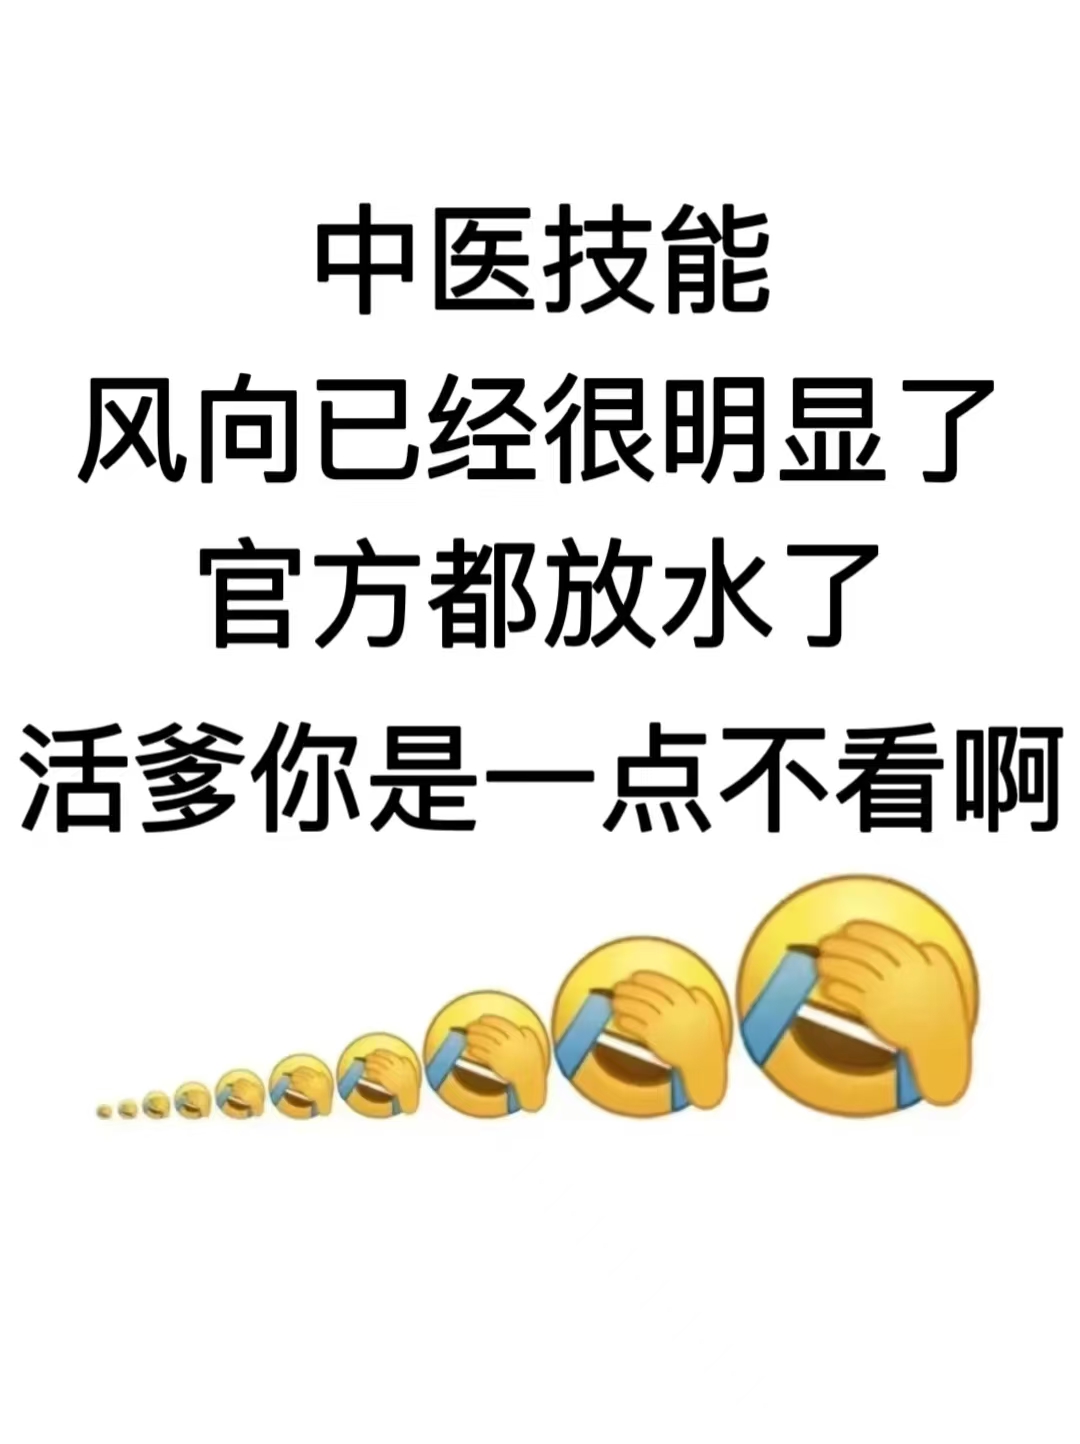 中医技能
风向已经很明显了
官方都放水了
活爹你是一点不看啊